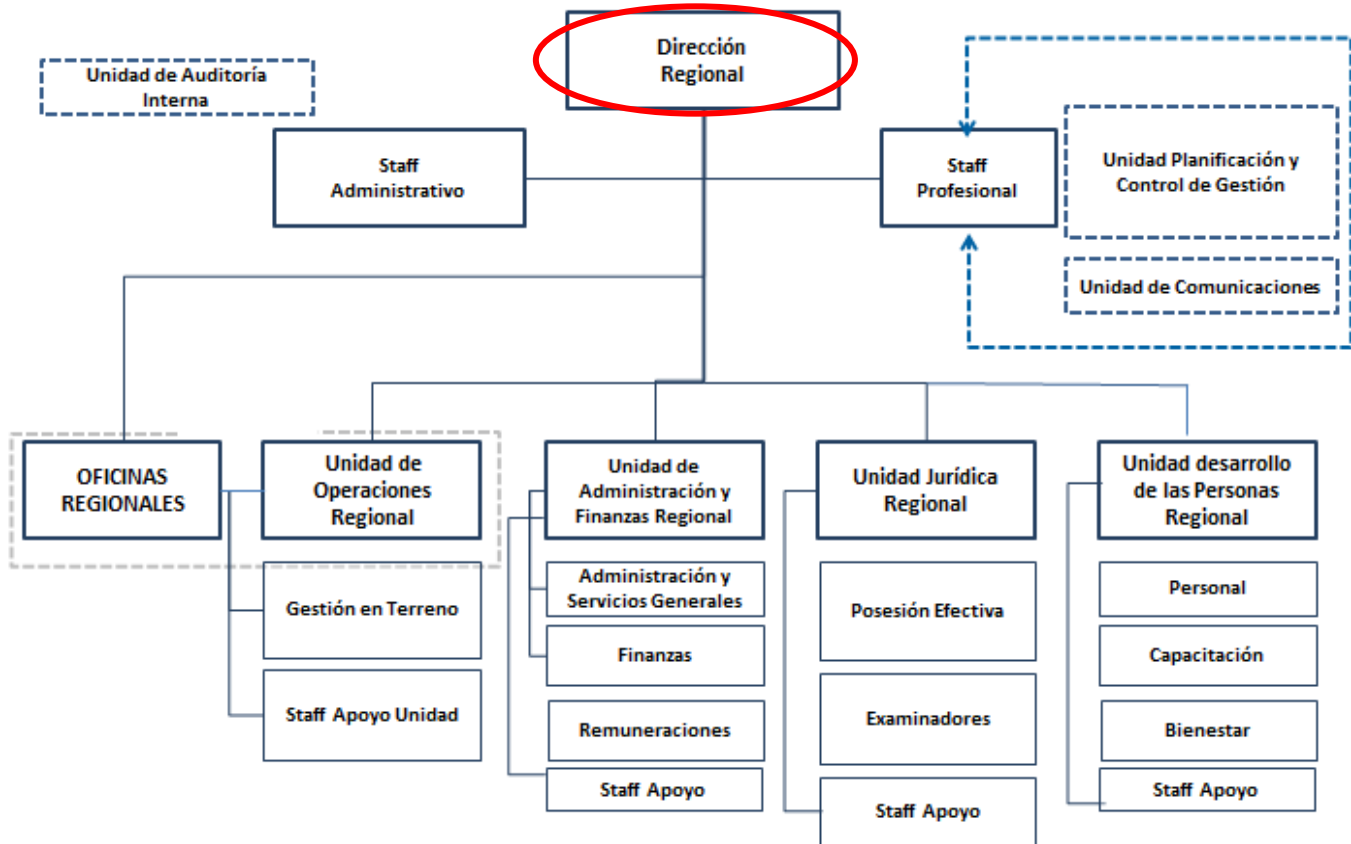 Dirección
Regional
Unidad de Auditoría
Interna
Staff
Administrativo
Staff
Profesional
Unidad Planificación y
Control de Gestión
Unidad de Comunicaciones
OFICINAS
REGIONALES
Unidad de
Operaciones
Regional
Unidad de
Administración y
Finanzas Regional
Unidad Jurídica
Regional
Unidad desarrollo
de las Personas
Regional
Gestión en Terreno
Staff Apoyo Unidad
Administración y
Servicios Generales
Finanzas
Remuneraciones
Staff Apoyo
Posesión Efectiva
Examinadores
Staff Apoyo
Personal
Capacitación
Bienestar
Staff Apoyo